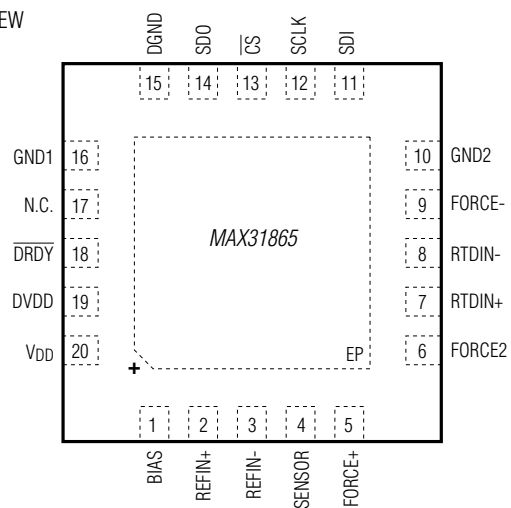 EW
DGND
SDO
C̅S̅
SCLK
SDI
15
14
13
12
11
GND1 16
N.C. 17
D̅R̅D̅Y̅ 18
DVDD 19
VDD 20
MAX31865
EP
+
10 GND2
9 FORCE-
8 RTDIN-
7 RTDIN+
6 FORCE2
1
2
3
4
5
BIAS
REFIN+
REFIN-
SENSOR
FORCE+